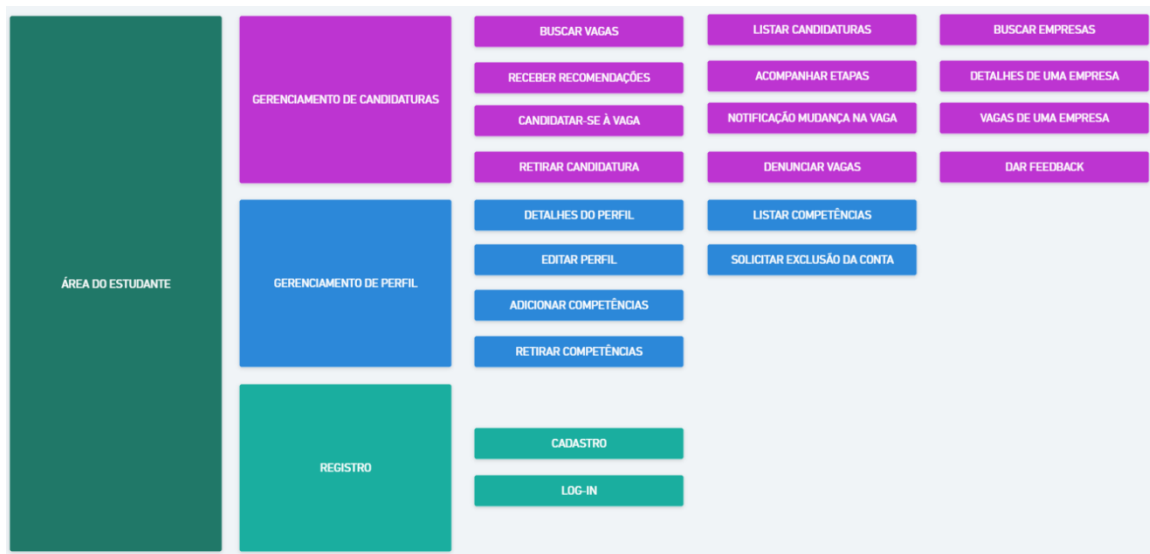 ÁREA DO ESTUDANTE
GERENCIAMENTO DE CANDIDATURAS
BUSCAR VAGAS
RECEBER RECOMENDAÇÕES
CANDIDATAR-SE À VAGA
RETIRAR CANDIDATURA
LISTAR CANDIDATURAS
ACOMPANHAR ETAPAS
NOTIFICAÇÃO MUDANÇA NA VAGA
DENUNCIAR VAGAS
BUSCAR EMPRESAS
DETALHES DE UMA EMPRESA
VAGAS DE UMA EMPRESA
DAR FEEDBACK
GERENCIAMENTO DE PERFIL
DETALHES DO PERFIL
EDITAR PERFIL
ADICIONAR COMPETÊNCIAS
RETIRAR COMPETÊNCIAS
LISTAR COMPETÊNCIAS
SOLICITAR EXCLUSÃO DA CONTA
REGISTRO
CADASTRO
LOG-IN